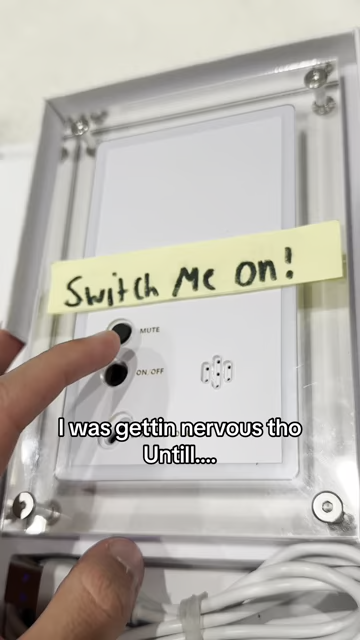 Switch Me on!
MUTE
ON/OFF
I was gettin nervous tho
Untill....